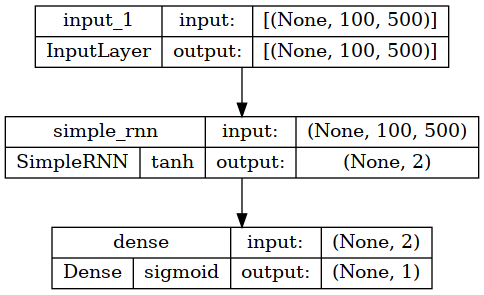 input_1 input: [(None, 100, 500)]
InputLayer output: [(None, 100, 500)]
simple_rnn input: (None, 100, 500)
SimpleRNN tanh output: (None, 2)
dense input: (None, 2)
Dense sigmoid output: (None, 1)